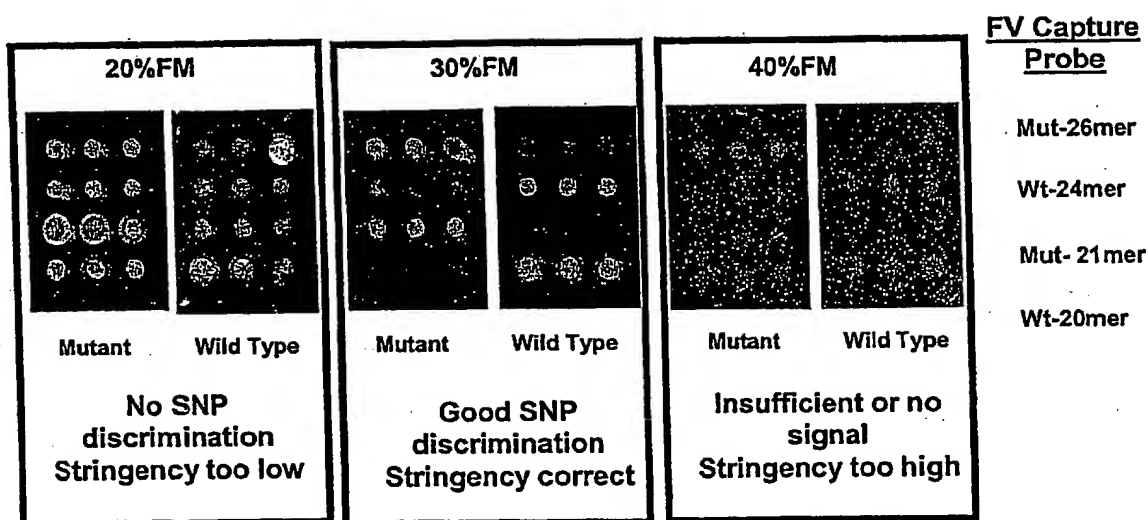 20%FM
Mutant
Wild Type
No SNP
discrimination
Stringency too low
30%FM
Mutant
Wild Type
Good SNP
discrimination
Stringency correct
40%FM
Mutant
Wild Type
Insufficient or no
signal
Stringency too high
FV Capture
Probe
Mut-26mer
Wt-24mer
Mut- 21mer
Wt-20mer